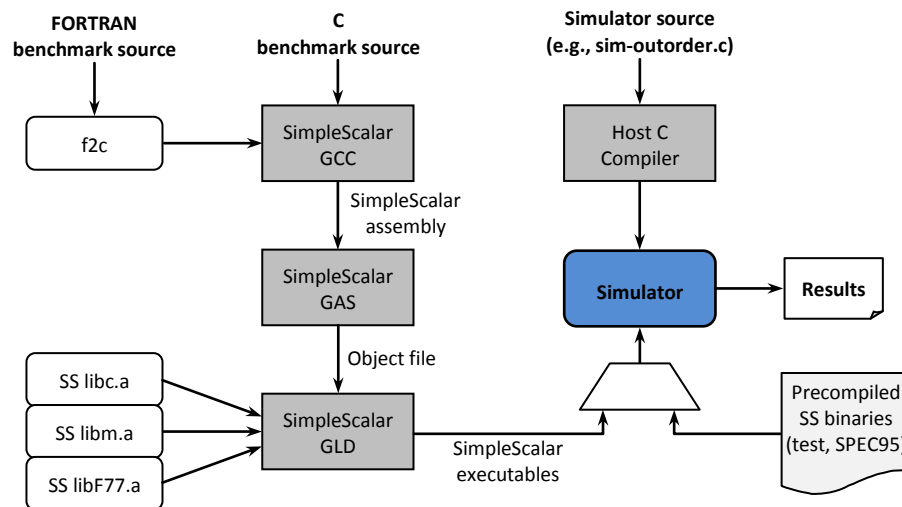 FORTRAN
benchmark source
C
benchmark source
Simulator source
(e.g., sim-outorder.c)
f2c
SimpleScalar
GCC
Host C
Compiler
SimpleScalar
assembly
SimpleScalar
GAS
Simulator
Results
Object file
SS libc.a
SS libm.a
SS libF77.a
SimpleScalar
GLD
SimpleScalar
executables
Precompiled
SS binaries
(test, SPEC95)